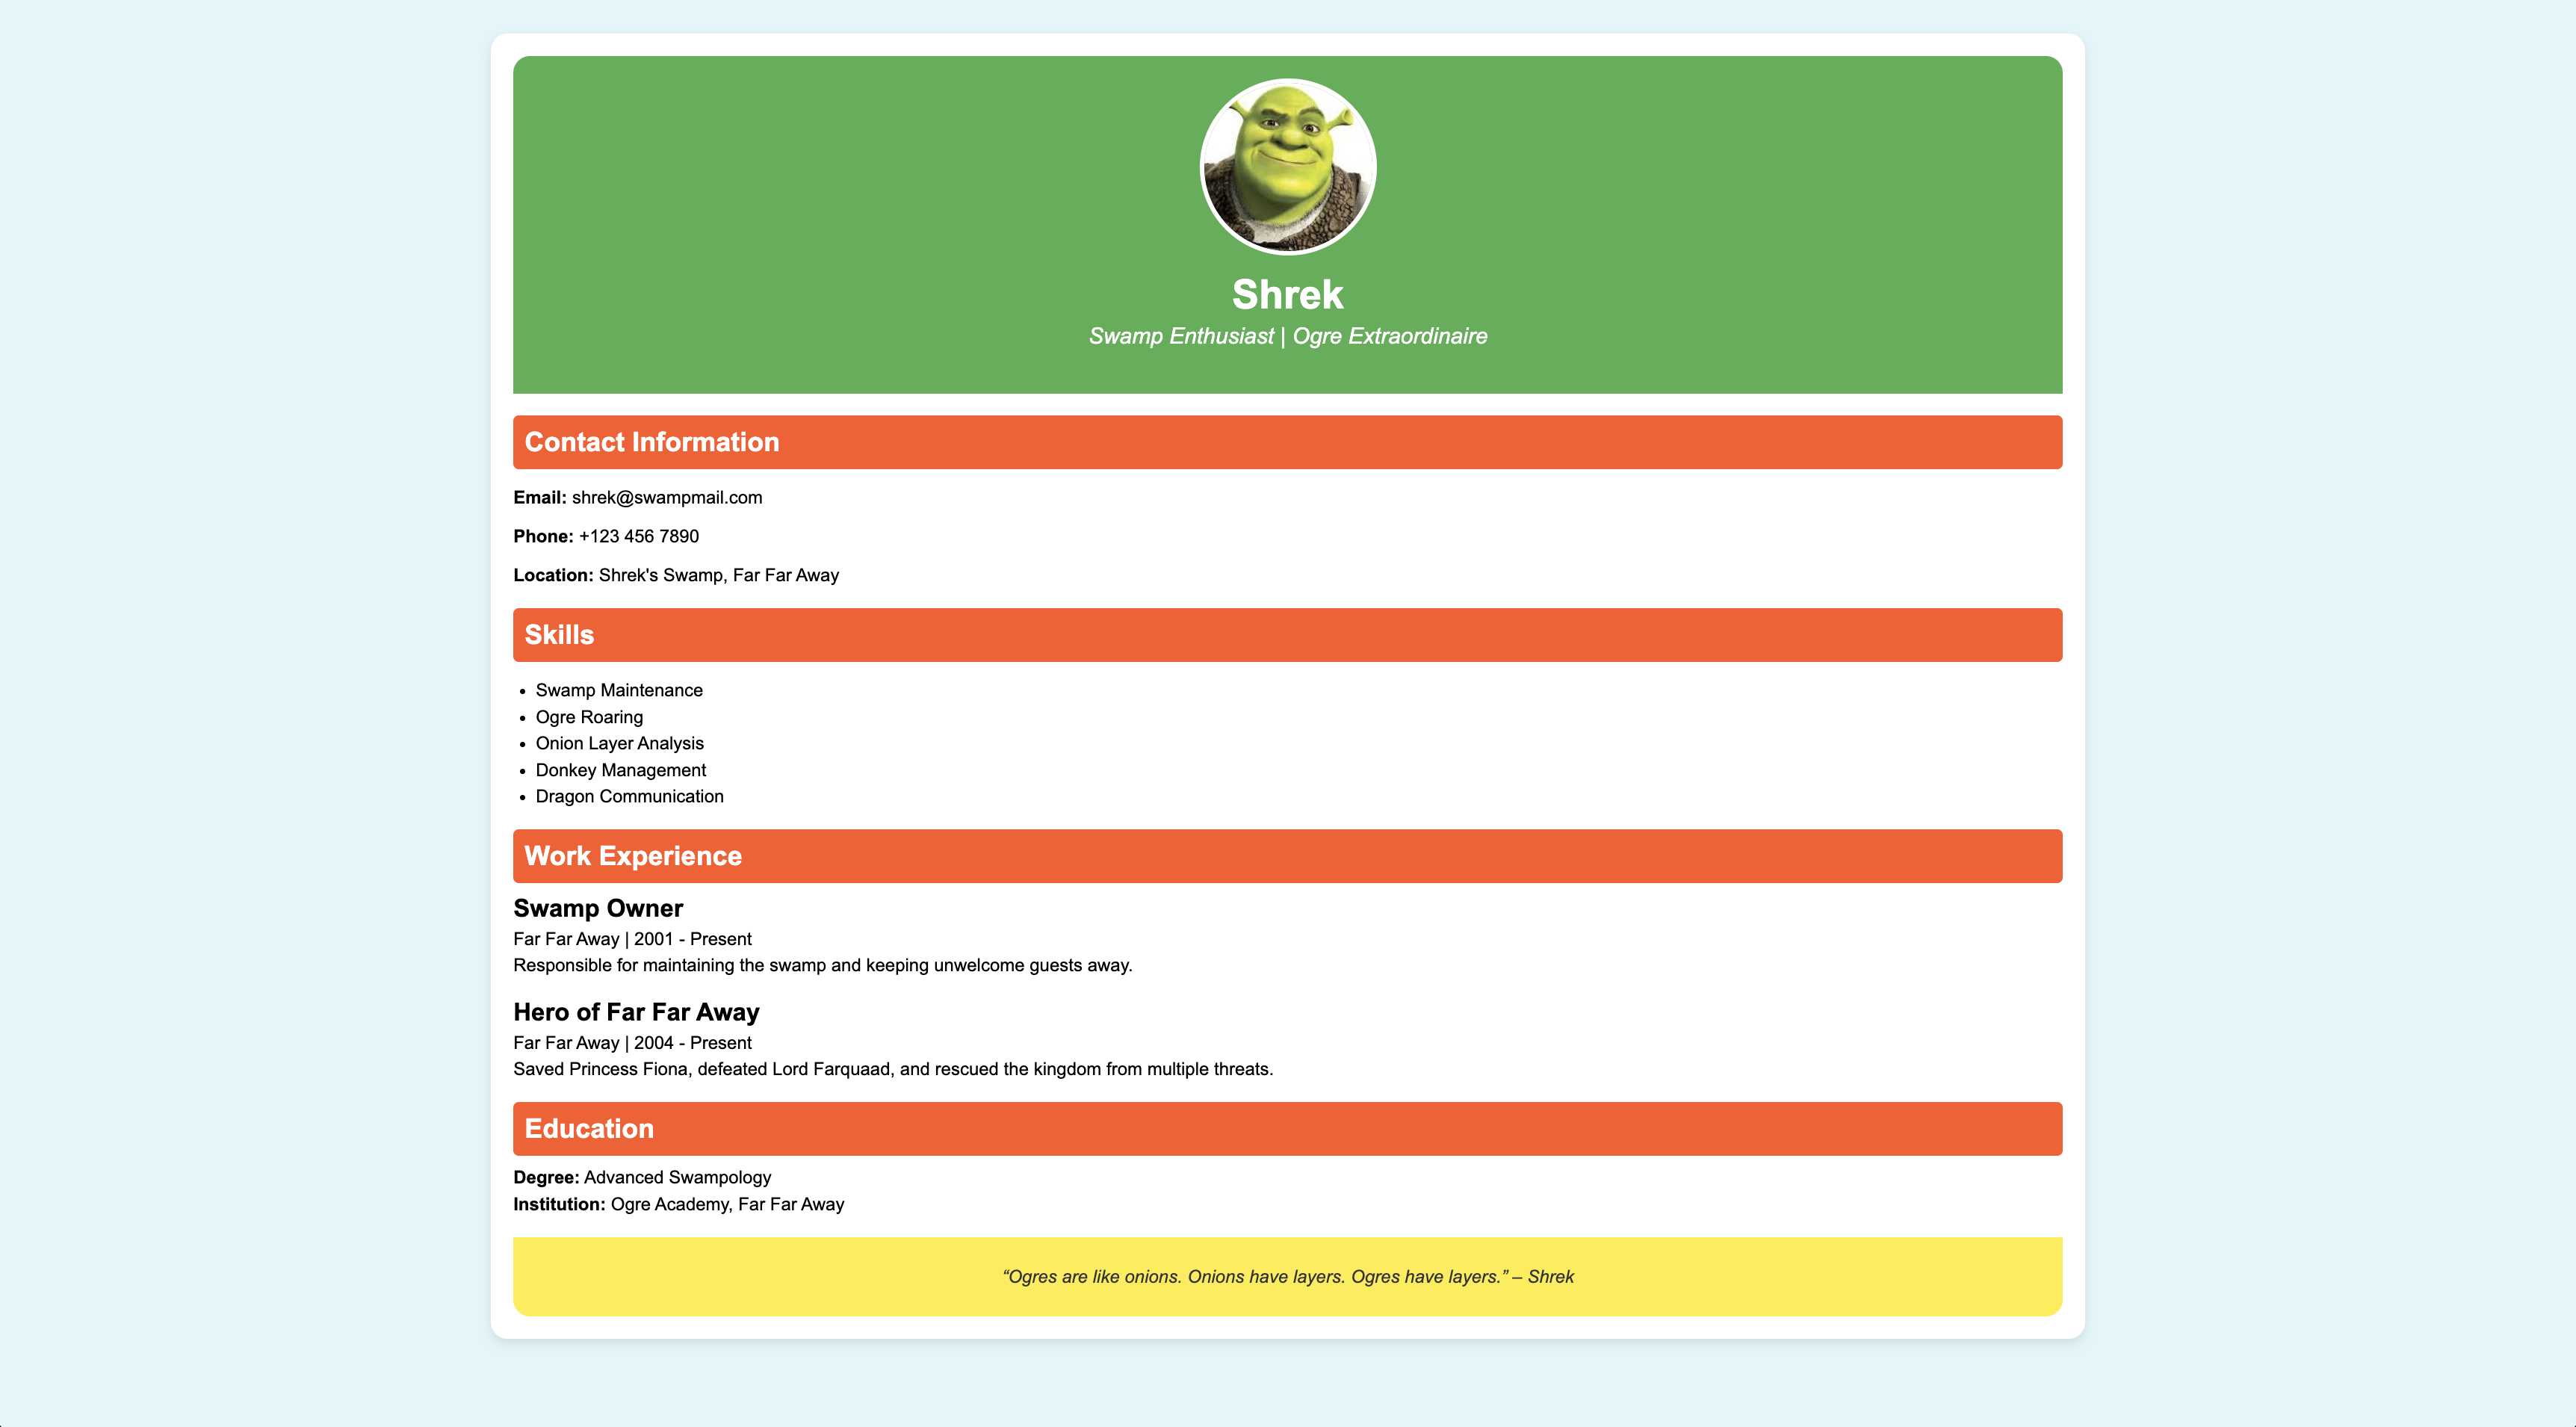 Shrek
Swamp Enthusiast | Ogre Extraordinaire
Contact Information
Email: shrek@swampmail.com
Phone: +123 456 7890
Location: Shrek's Swamp, Far Far Away
Skills
• Swamp Maintenance
• Ogre Roaring
• Onion Layer Analysis
• Donkey Management
• Dragon Communication
Work Experience
Swamp Owner
Far Far Away | 2001 - Present
Responsible for maintaining the swamp and keeping unwelcome guests away.
Hero of Far Far Away
Far Far Away | 2004 - Present
Saved Princess Fiona, defeated Lord Farquaad, and rescued the kingdom from multiple threats.
Education
Degree: Advanced Swampology
Institution: Ogre Academy, Far Far Away
“Ogres are like onions. Onions have layers. Ogres have layers.” – Shrek